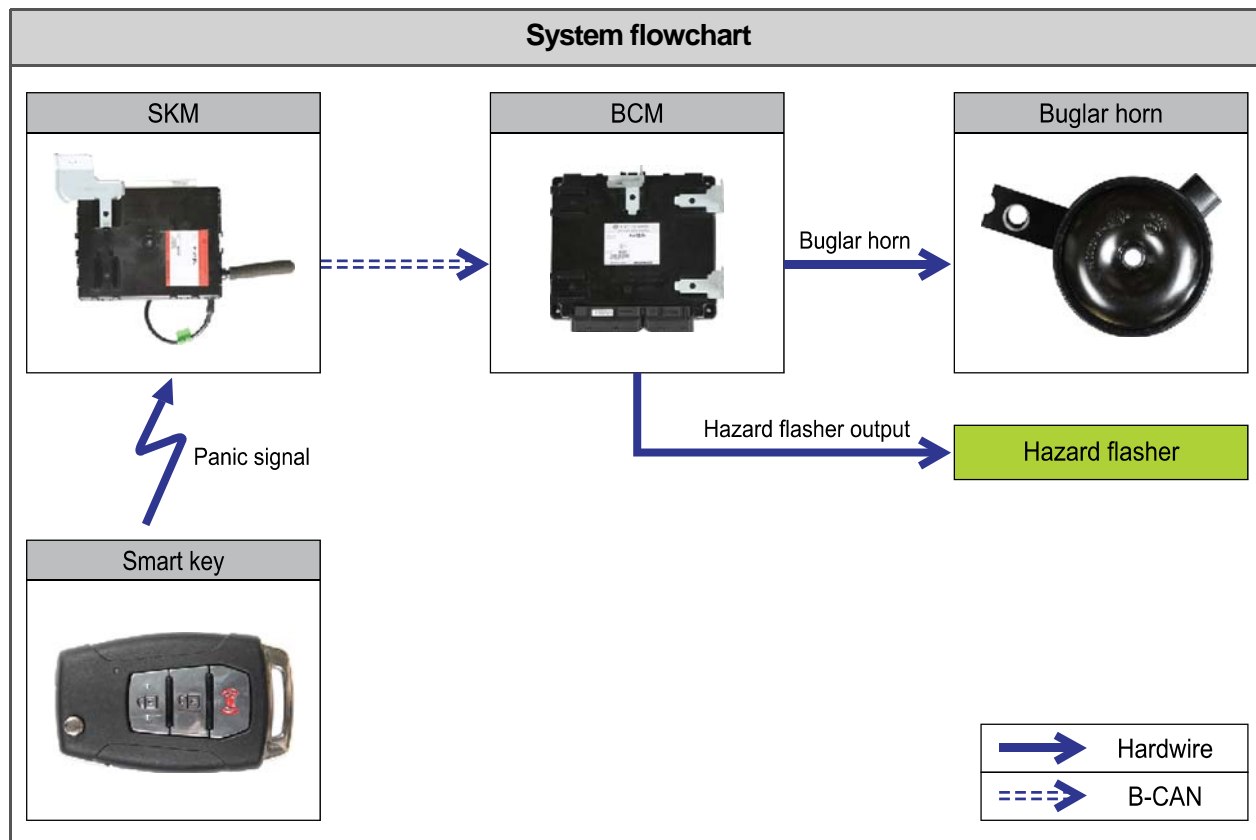 System flowchart
SKM
BCM
Buglar horn
Buglar horn
Hazard flasher output
Hazard flasher
Panic signal
Smart key
Hardwire
B-CAN